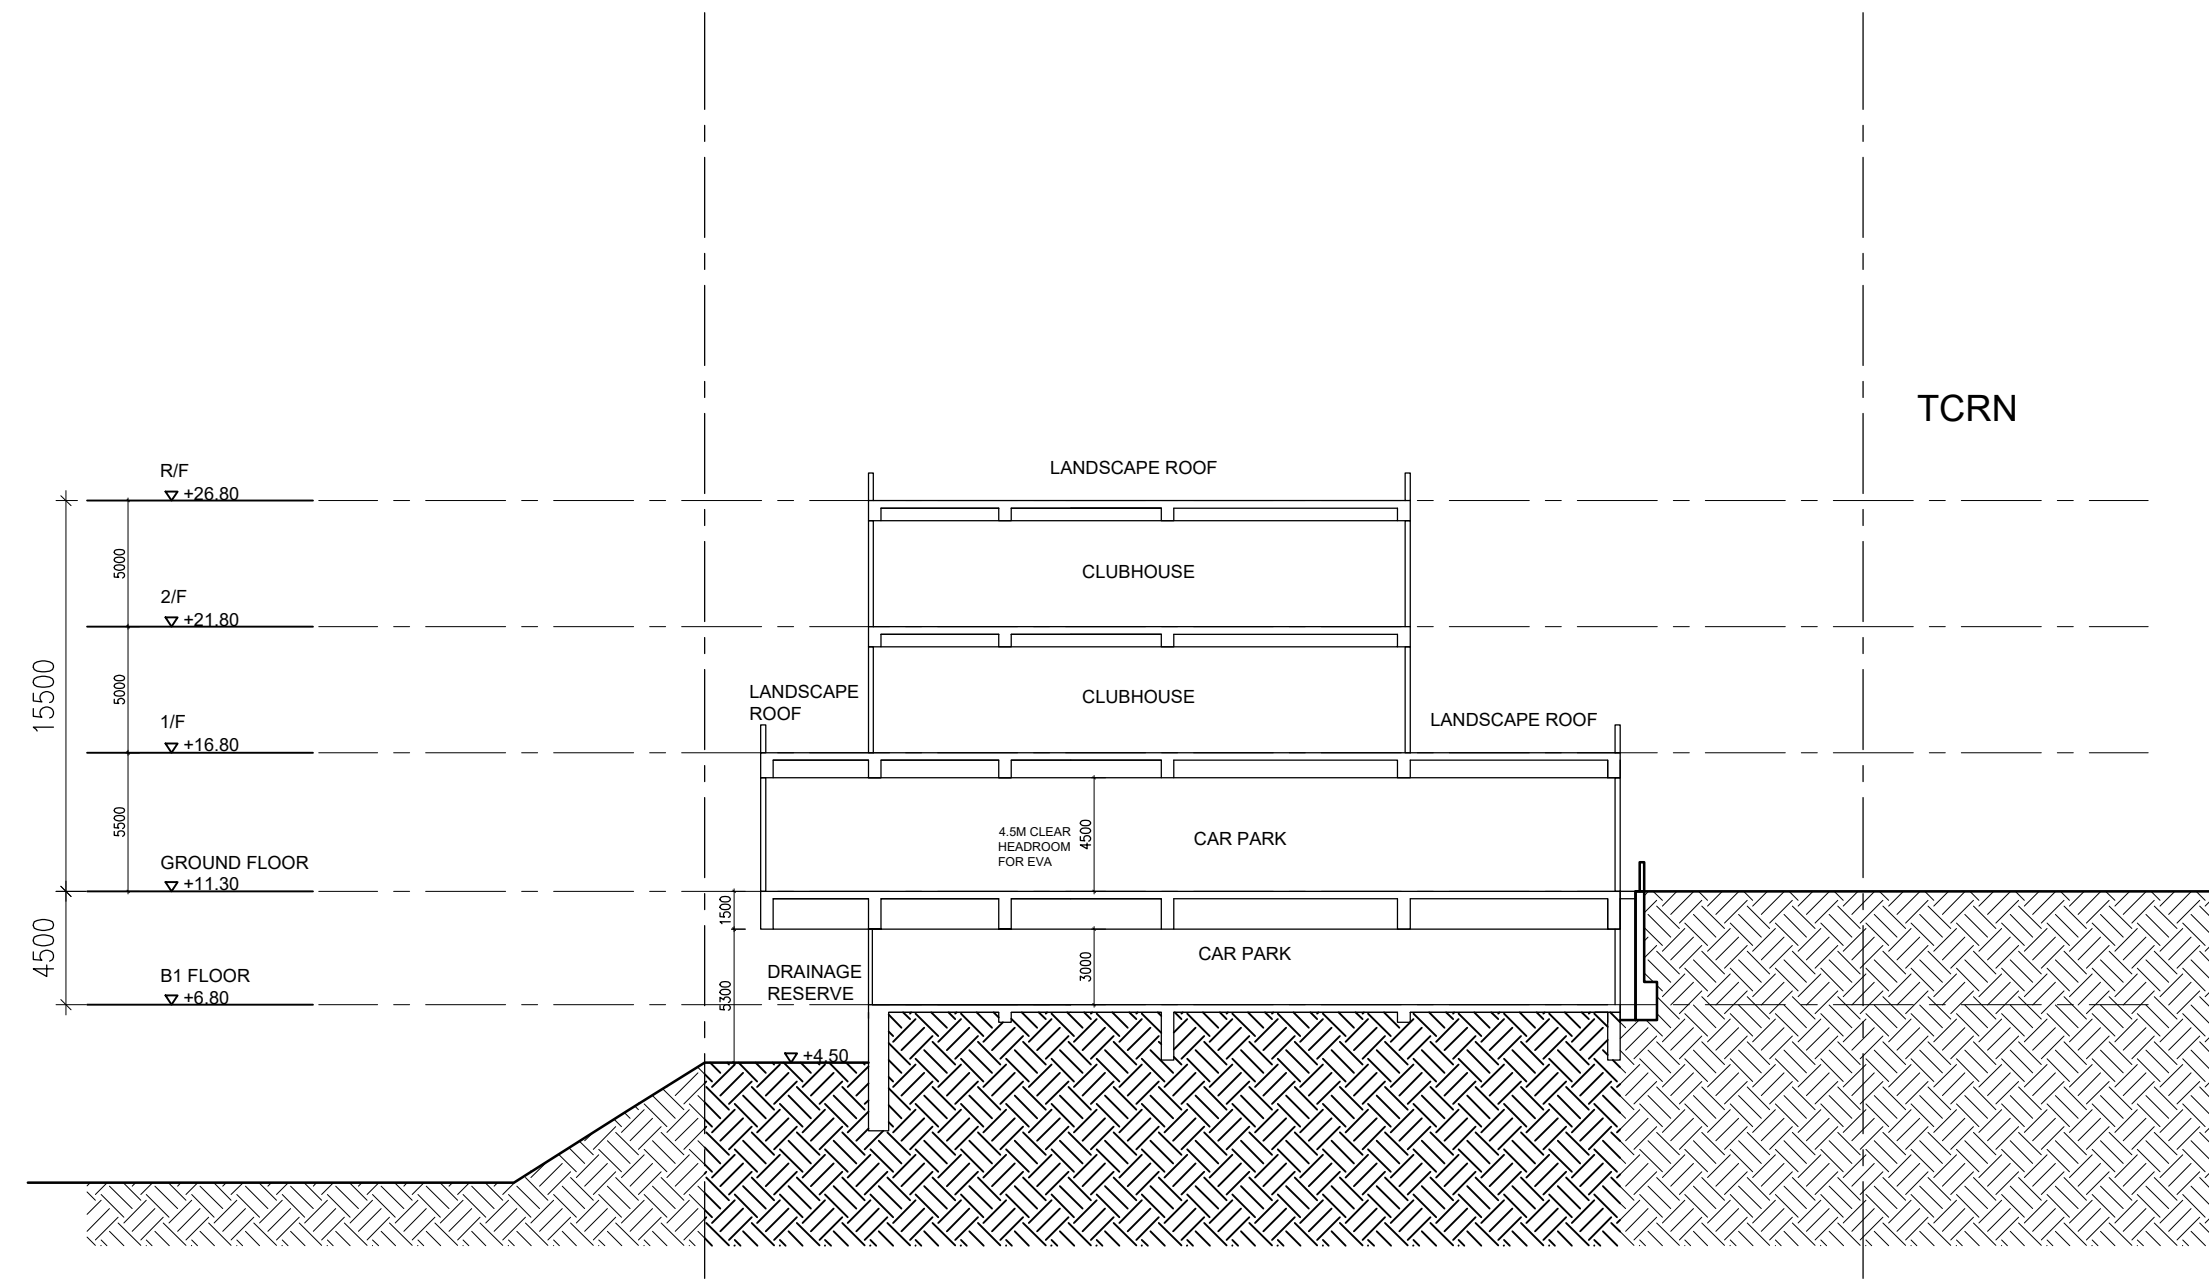 TCRN
R/F
+26.80
LANDSCAPE ROOF
5000
CLUBHOUSE
2/F
+21.80
15500
5000
CLUBHOUSE
LANDSCAPE
ROOF
LANDSCAPE ROOF
1/F
+16.80
5500
4.5M CLEAR
HEADROOM
FOR EVA
4500
CAR PARK
GROUND FLOOR
+11.30
1500
4500
CAR PARK
3000
B1 FLOOR
+6.80
DRAINAGE
RESERVE
5300
+4.50